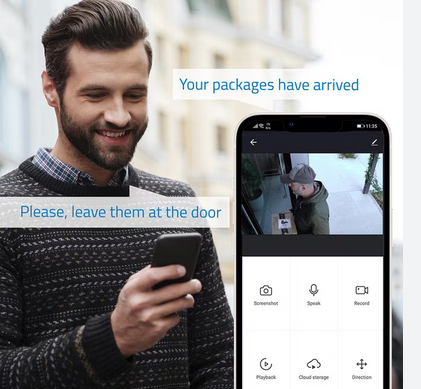 Your packages have arrived
Please, leave them at the door
11:35
Screenshot
Speak
Record
Playback
Cloud storage
Direction